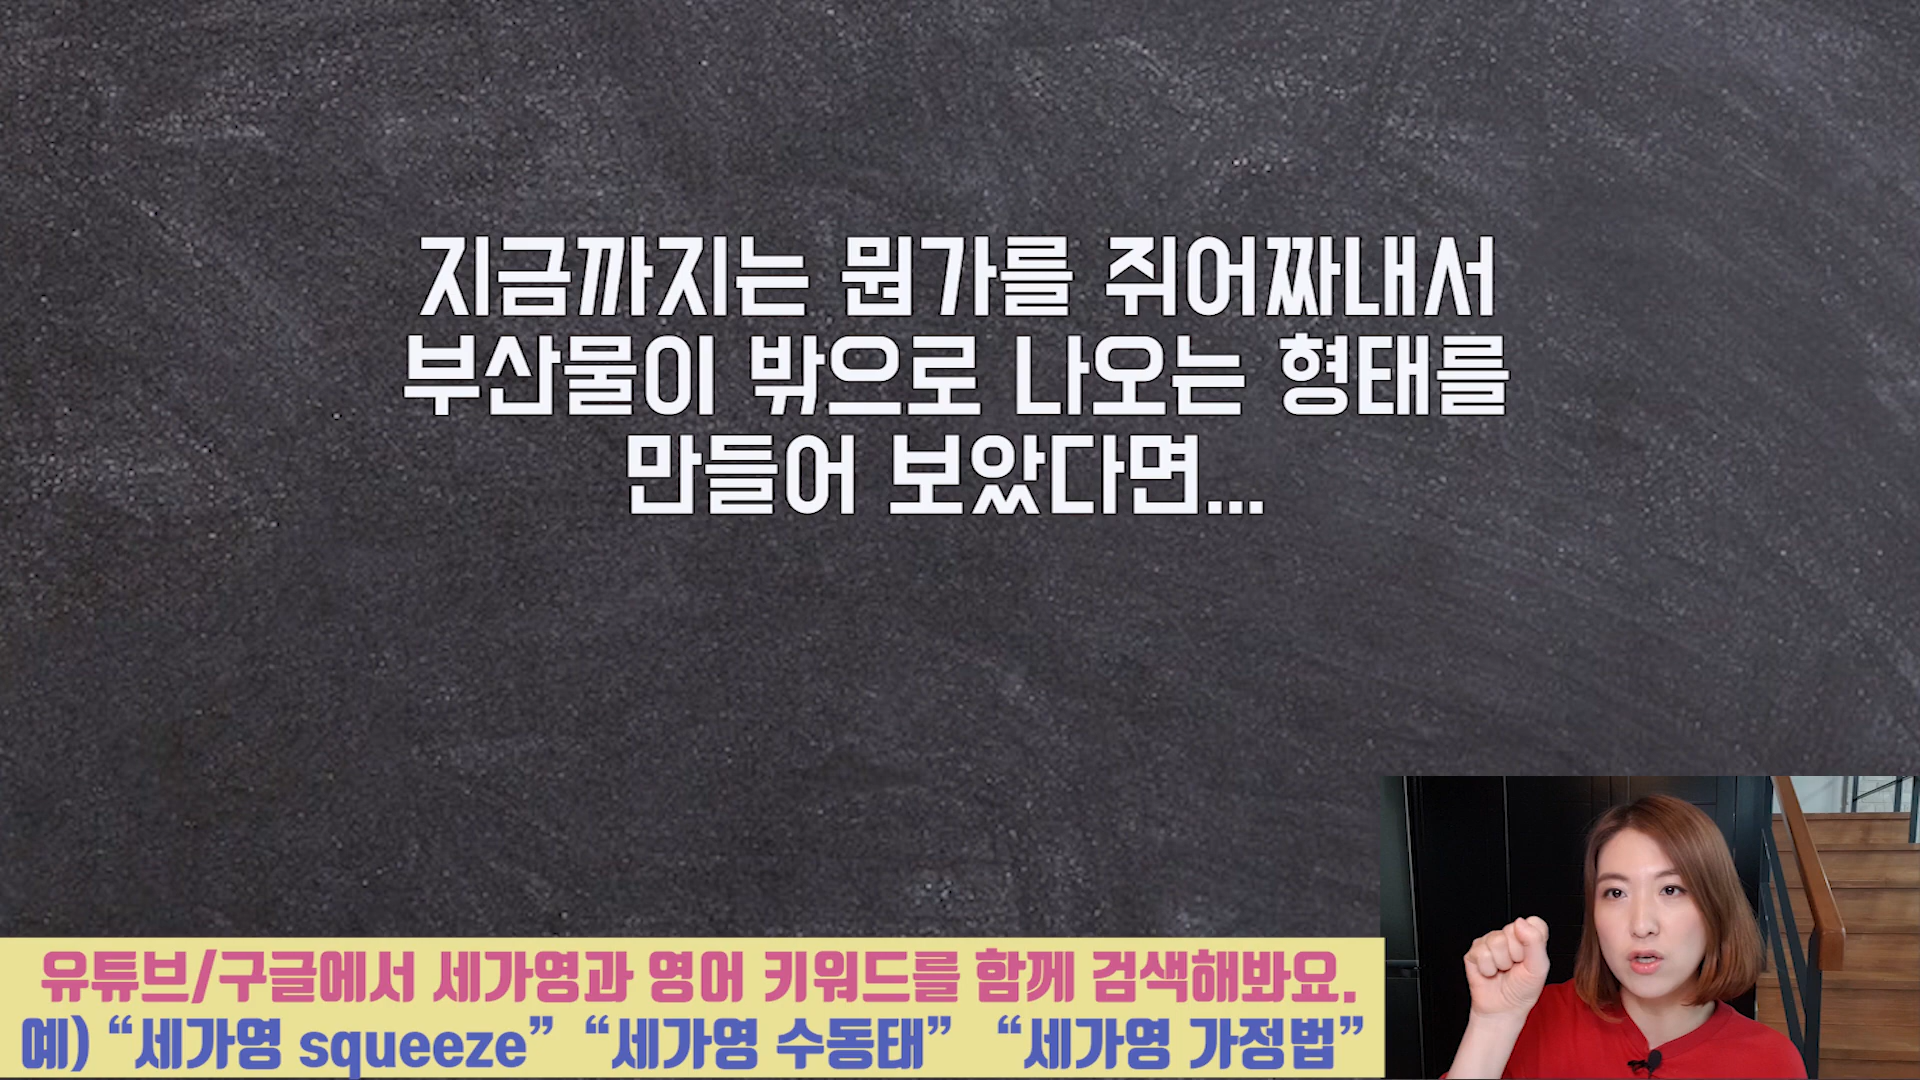 지금까지는 뭔가를 쥐어짜내서
부산물이 밖으로 나오는 형태를
만들어 보았다면...
유튜브/구글에서 세가영과 영어 키워드를 함께 검색해봐요.
예) “세가영 squeeze” “세가영 수동태” “세가영 가정법”